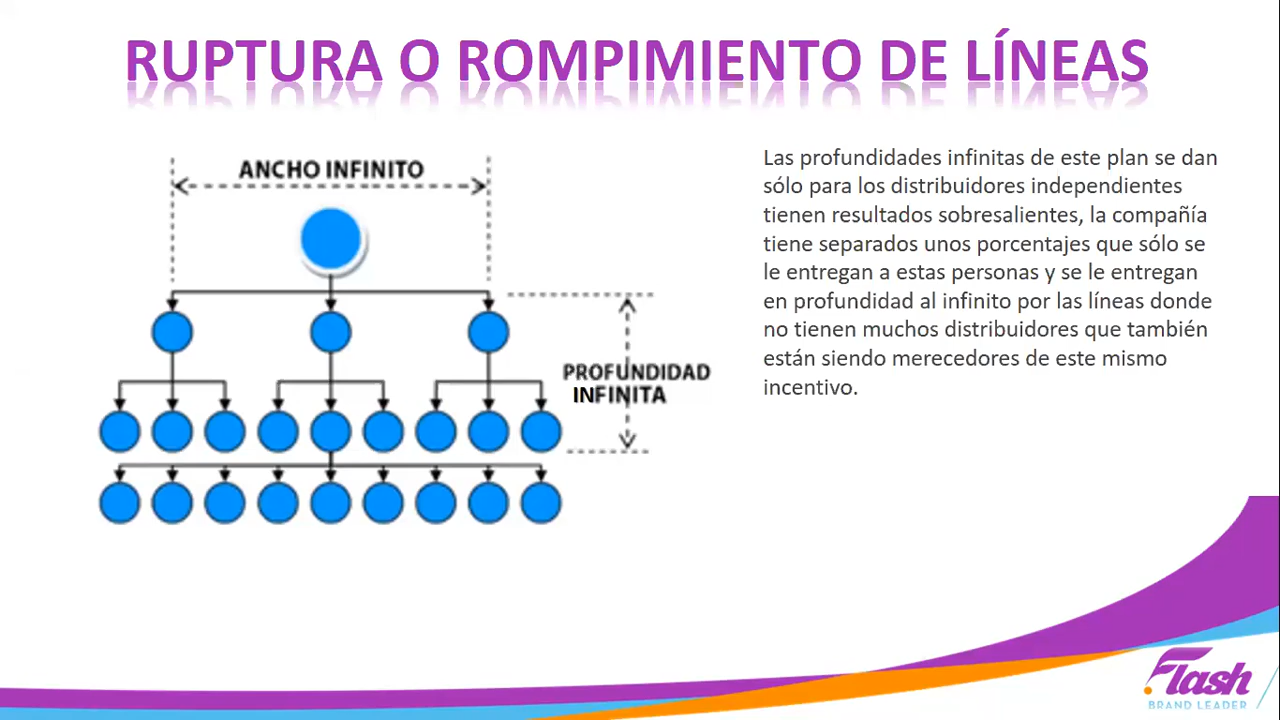 RUPTURA O ROMPIMIENTO DE LÍNEAS
ANCHO INFINITO
PROFUNDIDAD
INFINITA
Las profundidades infinitas de este plan se dan
sólo para los distribuidores independientes
tienen resultados sobresalientes, la compañía
tiene separados unos porcentajes que sólo se
le entregan a estas personas y se le entregan
en profundidad al infinito por las líneas donde
no tienen muchos distribuidores que también
están siendo merecedores de este mismo
incentivo.
Flash
BRAND LEADER